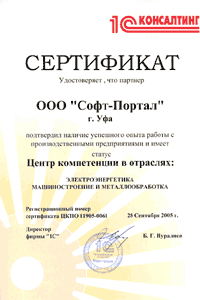 1С КОНСАЛТИНГ
СЕРТИФИКАТ
Удостоверяет, что партнер
ООО "Софт-Портал"
г. Уфа
подтвердил наличие успешного опыта работы с
производственными предприятиями и имеет
статус
Центр компетенции в отраслях:
ЭЛЕКТРОЭНЕРГЕТИКА
МАШИНОСТРОЕНИЕ И МЕТАЛЛООБРАБОТКА
Регистрационный номер
сертификата ЦКПО 11905-0061
28 Сентября 2005 г.
Директор
фирмы "1С"
Б. Г. Нуралиев